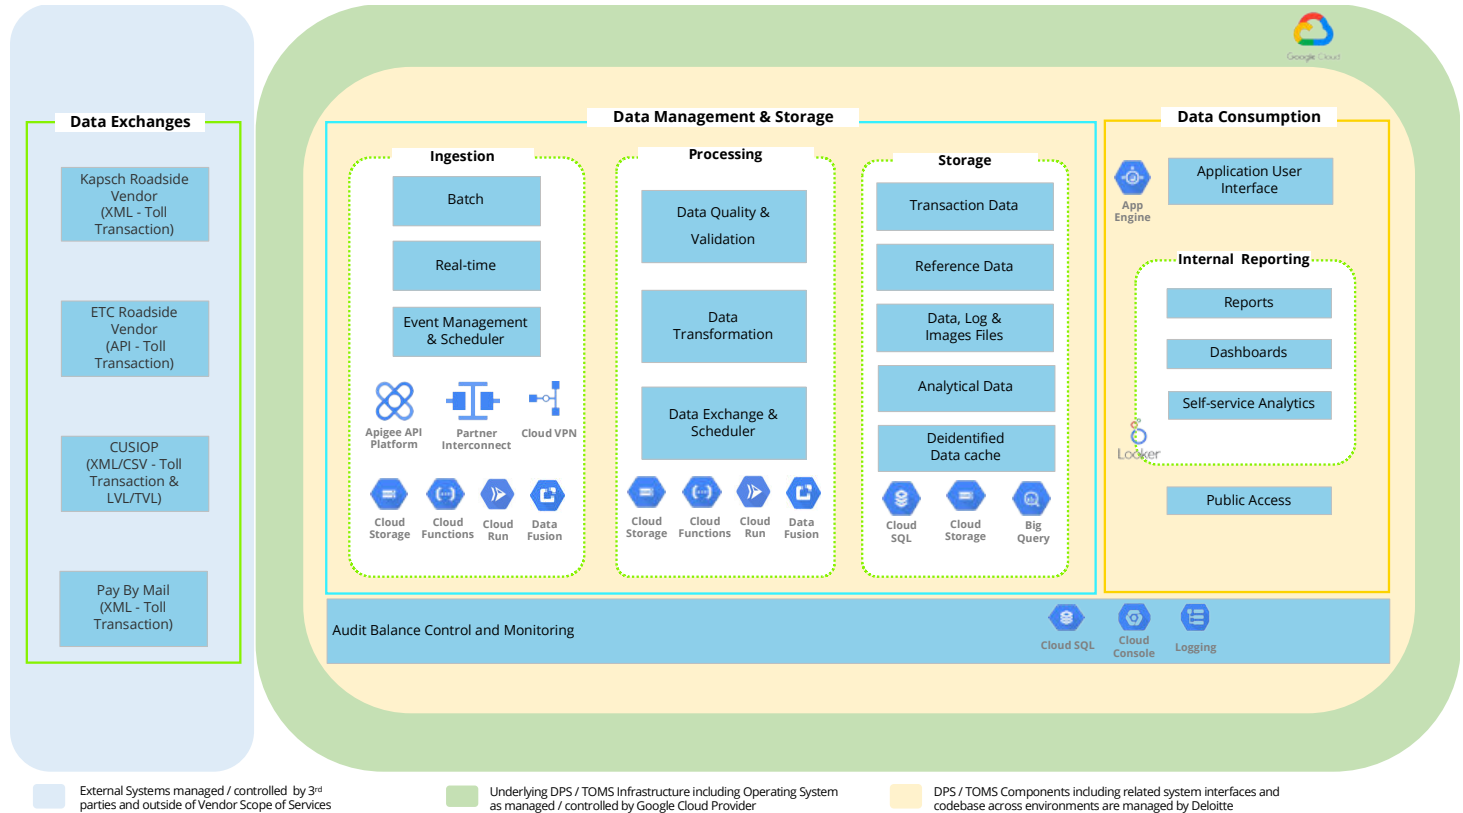 Google Cloud
Data Exchanges
Kapsch Roadside
Vendor
(XML - Toll
Transaction)
ETC Roadside
Vendor
(API - Toll
Transaction)
CUSIOP
(XML/CSV - Toll
Transaction &
LVL/TVL)
Pay By Mail
(XML - Toll
Transaction)
Data Management & Storage
Ingestion
Batch
Real-time
Event Management
& Scheduler
Apigee API
Platform
Partner
Interconnect
Cloud VPN
Cloud
Storage
Cloud
Functions
Cloud
Run
Data
Fusion
Processing
Data Quality &
Validation
Data
Transformation
Data Exchange &
Scheduler
Cloud
Storage
Cloud
Functions
Cloud
Run
Data
Fusion
Storage
Transaction Data
Reference Data
Data, Log &
Images Files
Analytical Data
Deidentified
Data cache
Cloud
SQL
Cloud
Storage
Big
Query
Data Consumption
App
Engine
Application User
Interface
Internal Reporting
Reports
Dashboards
Self-service Analytics
Looker
Public Access
Audit Balance Control and Monitoring
Cloud SQL
Cloud
Console
Logging
External Systems managed / controlled by 3rd
parties and outside of Vendor Scope of Services
Underlying DPS / TOMS Infrastructure including Operating System
as managed / controlled by Google Cloud Provider
DPS / TOMS Components including related system interfaces and
codebase across environments are managed by Deloitte